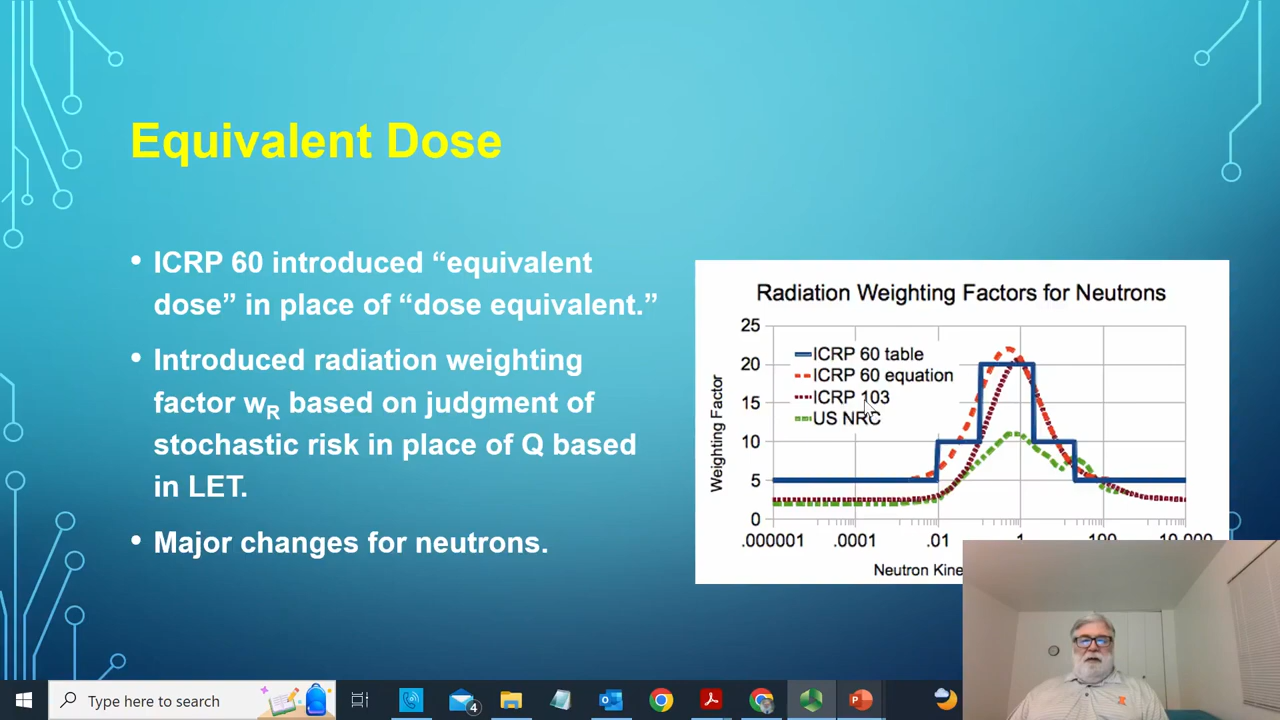 Equivalent Dose
• ICRP 60 introduced “equivalent
dose” in place of “dose equivalent.”
• Introduced radiation weighting
factor wR based on judgment of
stochastic risk in place of Q based
in LET.
• Major changes for neutrons.
Radiation Weighting Factors for Neutrons
Weighting Factor
25
20
15
10
5
0
ICRP 60 table
ICRP 60 equation
ICRP 103
US NRC
.000001 .0001 .01 1 100 10,000
Neutron Kine
Type here to search
4